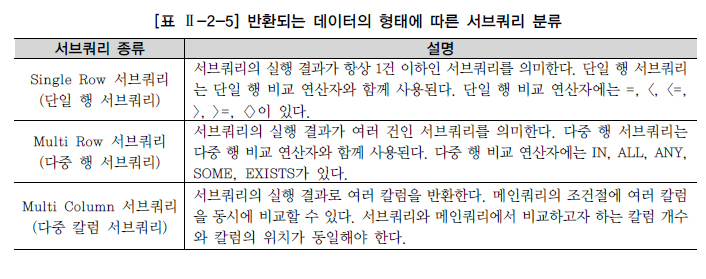 [표 Ⅱ-2-5] 반환되는 데이터의 형태에 따른 서브쿼리 분류
서브쿼리 종류
설명
Single Row 서브쿼리
(단일 행 서브쿼리)
서브쿼리의 실행 결과가 항상 1건 이하인 서브쿼리를 의미한다. 단일 행 서브쿼리
는 단일 행 비교 연산자와 함께 사용된다. 단일 행 비교 연산자에는 =, <, <=,
>, >=, <>이 있다.
Multi Row 서브쿼리
(다중 행 서브쿼리)
서브쿼리의 실행 결과가 여러 건인 서브쿼리를 의미한다. 다중 행 서브쿼리는
다중 행 비교 연산자와 함께 사용된다. 다중 행 비교 연산자에는 IN, ALL, ANY,
SOME, EXISTS가 있다.
Multi Column 서브쿼리
(다중 칼럼 서브쿼리)
서브쿼리의 실행 결과로 여러 칼럼을 반환한다. 메인쿼리의 조건절에 여러 칼럼
을 동시에 비교할 수 있다. 서브쿼리와 메인쿼리에서 비교하고자 하는 칼럼 개수
와 칼럼의 위치가 동일해야 한다.